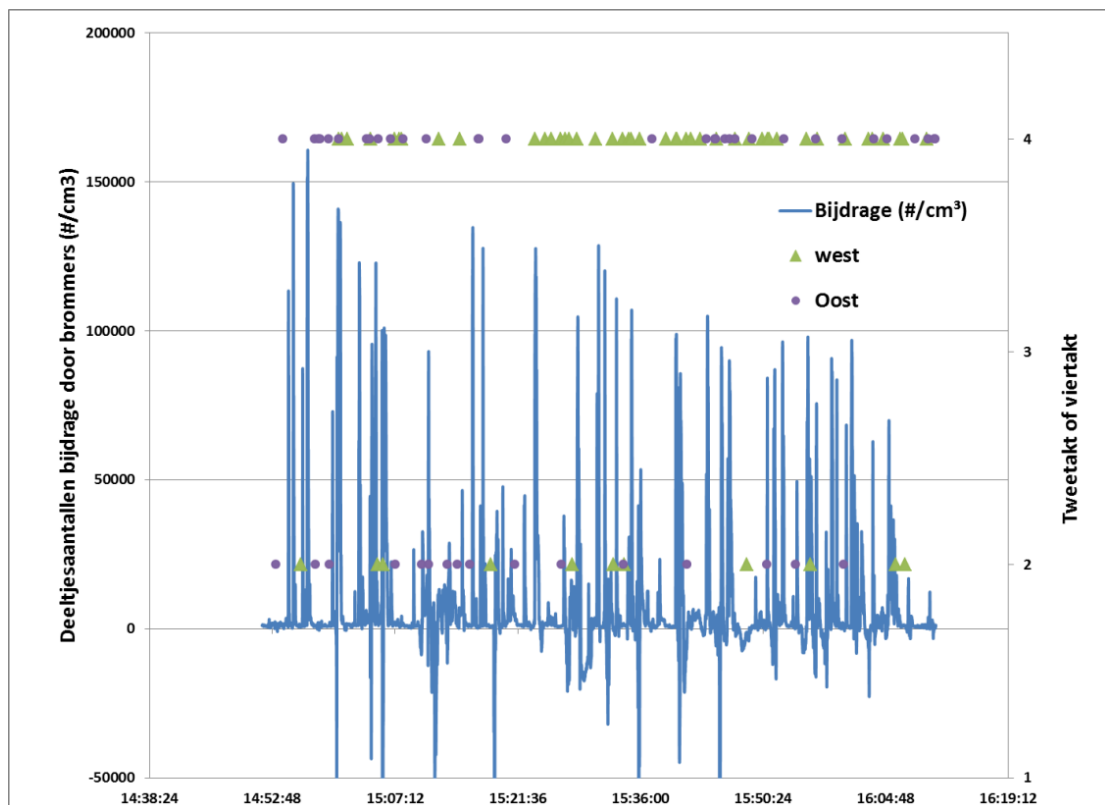 200000
150000
100000
50000
0
-50000
Deeltjesaantallen bijdrage door brommers (#/cm3)
4
3
2
1
Tweetakt of viertakt
Bijdrage (#/cm³)
west
Oost
14:38:24 14:52:48 15:07:12 15:21:36 15:36:00 15:50:24 16:04:48 16:19:12